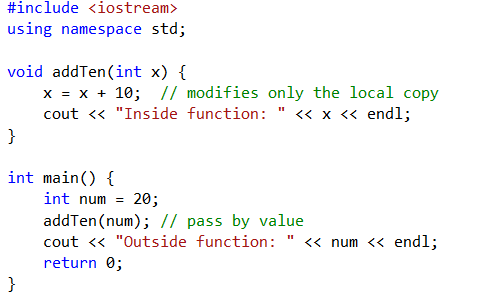 #include <iostream>
using namespace std;

void addTen(int x) {
    x = x + 10;  // modifies only the local copy
    cout << "Inside function: " << x << endl;
}

int main() {
    int num = 20;
    addTen(num); // pass by value
    cout << "Outside function: " << num << endl;
    return 0;
}